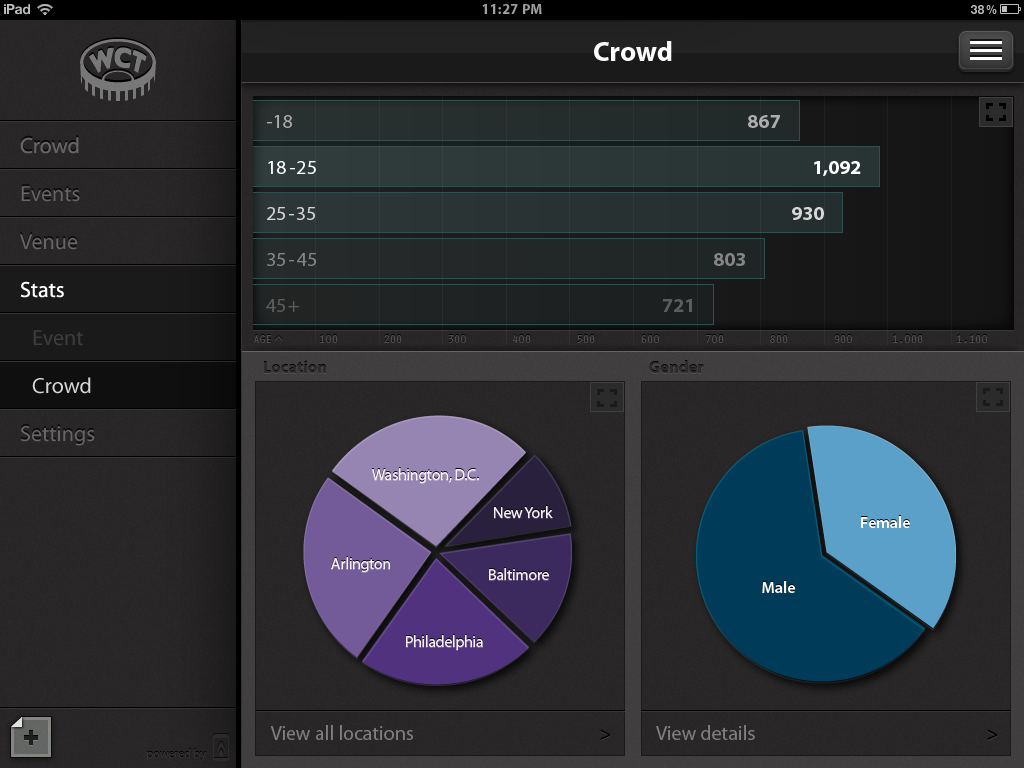 iPad 11:27 PM 38%
WCT
Crowd
Events
Venue
Stats
Event
Crowd
Settings
powered by
Crowd
-18 867
18-25 1,092
25-35 930
35-45 803
45+ 721
AGE 100 200 300 400 500 600 700 800 900 1.000 1.100
Location
Washington, D.C.
New York
Arlington
Baltimore
Philadelphia
View all locations >
Gender
Female
Male
View details >